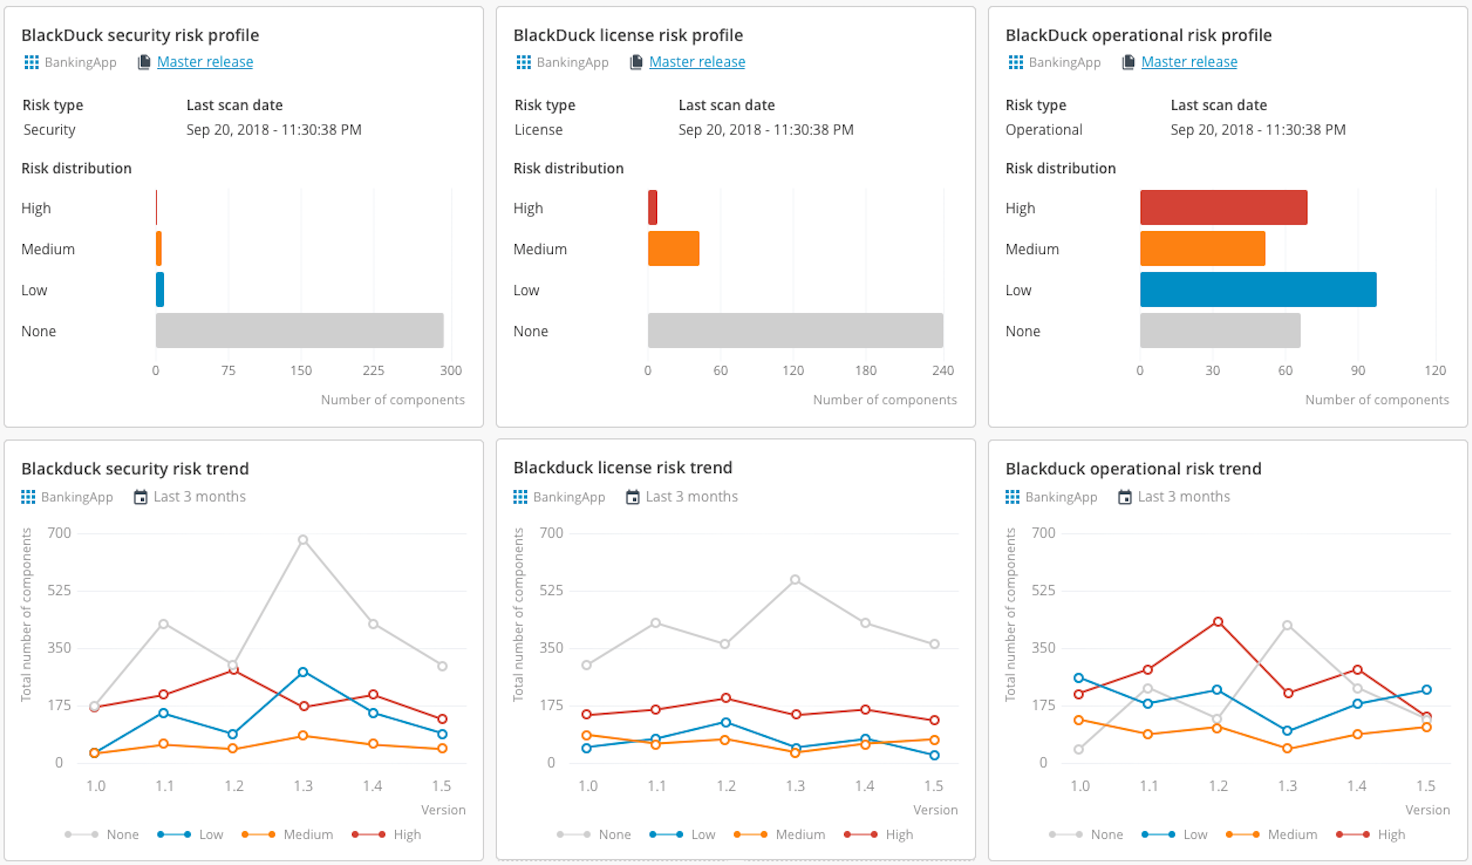 BlackDuck security risk profile
BankingApp Master release
Risk type Last scan date
Security Sep 20, 2018 - 11:30:38 PM
Risk distribution
High
Medium
Low
None
0 75 150 225 300
Number of components
BlackDuck license risk profile
BankingApp Master release
Risk type Last scan date
License Sep 20, 2018 - 11:30:38 PM
Risk distribution
High
Medium
Low
None
0 60 120 180 240
Number of components
BlackDuck operational risk profile
BankingApp Master release
Risk type Last scan date
Operational Sep 20, 2018 - 11:30:38 PM
Risk distribution
High
Medium
Low
None
0 30 60 90 120
Number of components
Blackduck security risk trend
BankingApp Last 3 months
Total number of components
700
525
350
175
0
1.0 1.1 1.2 1.3 1.4 1.5
Version
None Low Medium High
Blackduck license risk trend
BankingApp Last 3 months
Total number of components
700
525
350
175
0
1.0 1.1 1.2 1.3 1.4 1.5
Version
None Low Medium High
Blackduck operational risk trend
BankingApp Last 3 months
Total number of components
700
525
350
175
0
1.0 1.1 1.2 1.3 1.4 1.5
Version
None Low Medium High